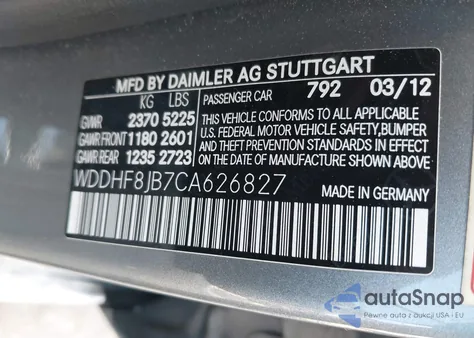 MFD BY DAIMLER AG STUTTGART
KG LBS
GVWR 2370 5225
GAWR FRONT 1180 2601
GAWR REAR 1235 2723
PASSENGER CAR 792 03/12
THIS VEHICLE CONFORMS TO ALL APPLICABLE
U.S. FEDERAL MOTOR VEHICLE SAFETY, BUMPER
AND THEFT PREVENTION STANDARDS IN EFFECT
ON THE DATE OF MANUFACTURE SHOWN ABOVE.
WDDHF8JB7CA626827
MADE IN GERMANY
autoSnap
Pewne auta z USA i EU